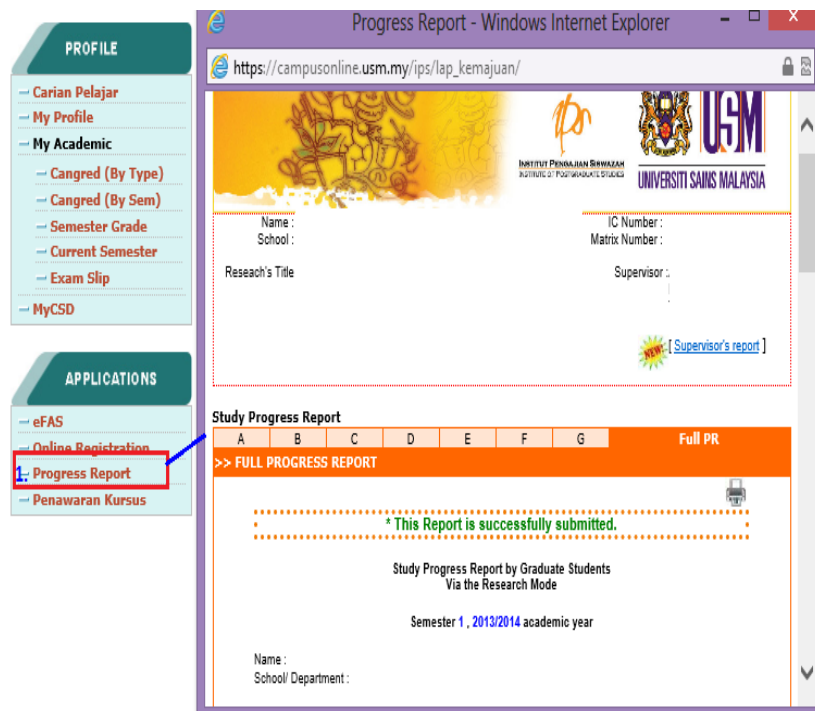 PROFILE
Carian Pelajar
My Profile
My Academic
Cangred (By Type)
Cangred (By Sem)
Semester Grade
Current Semester
Exam Slip
MyCSD
APPLICATIONS
eFAS
Online Registration
1. Progress Report
Penawaran Kursus
Progress Report - Windows Internet Explorer
https://campusonline.usm.my/ips/lap_kemajuan/
ips
INSTITUT PENGAJIAN SISWAZAH
INSTITUTE OF POSTGRADUATE STUDIES
USM
UNIVERSITI SAINS MALAYSIA
Name : IC Number :
School : Matrix Number :
Reseach's Title Supervisor :.
NEW! [ Supervisor's report ]
Study Progress Report
A B C D E F G Full PR
>> FULL PROGRESS REPORT
* This Report is successfully submitted.
Study Progress Report by Graduate Students
Via the Research Mode
Semester 1 , 2013/2014 academic year
Name :
School/ Department :